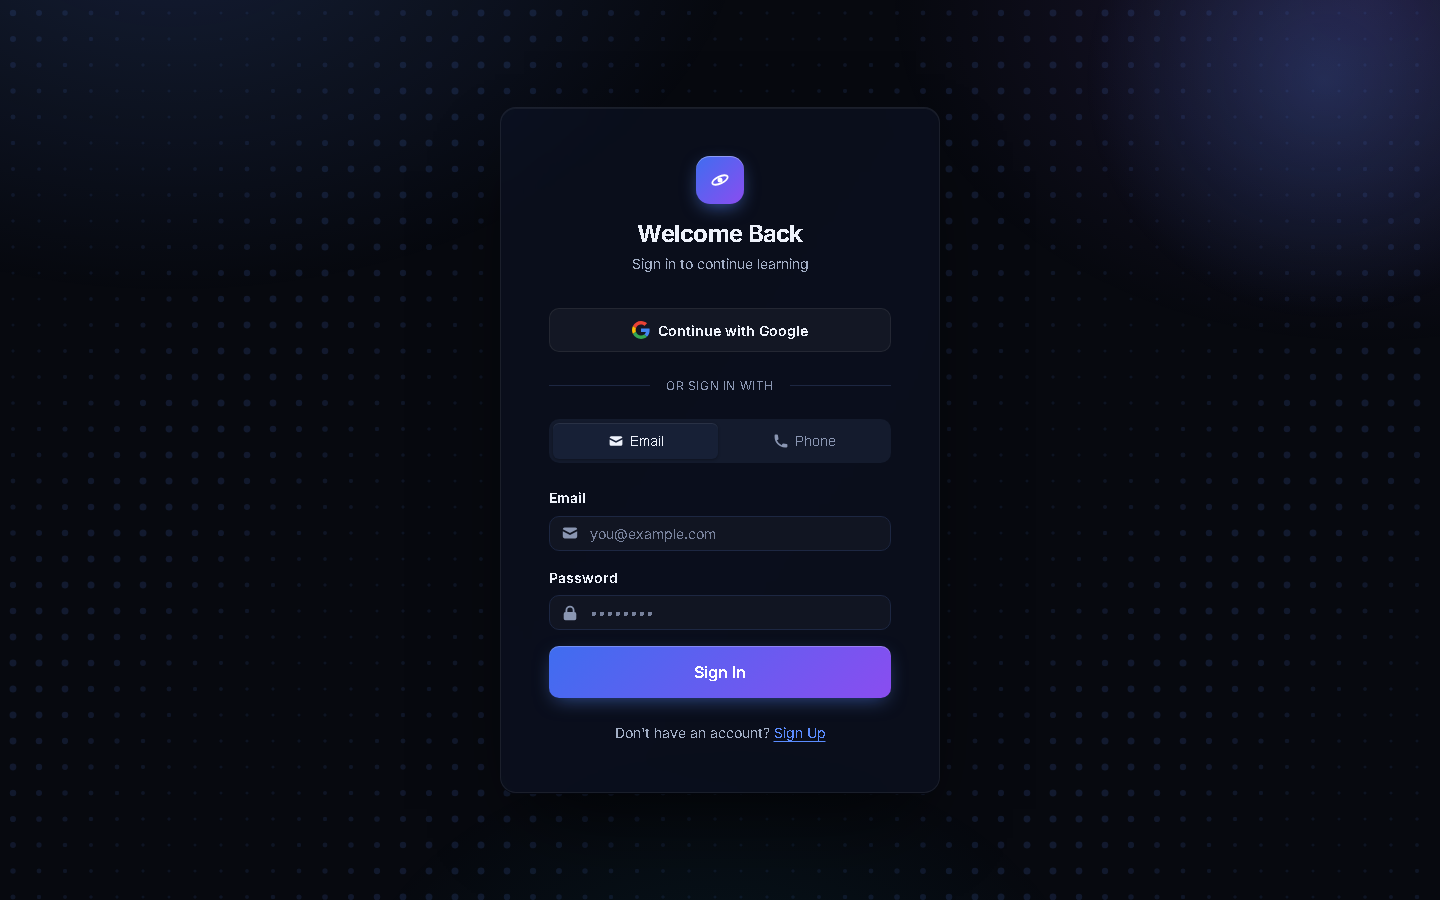 Welcome Back
Sign in to continue learning
Continue with Google
OR SIGN IN WITH
Email
Phone
Email
you@example.com
Password
••••••••
Sign In
Don't have an account? Sign Up